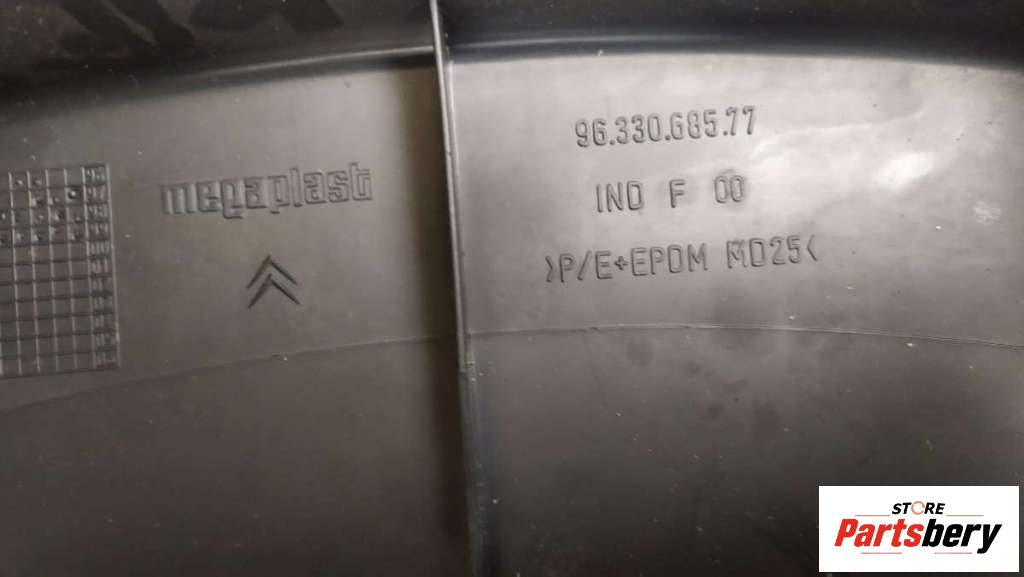 megaplast
96.330.685.77
IND F 00
>P/E+EPDM MD25<
STORE
Partsbery